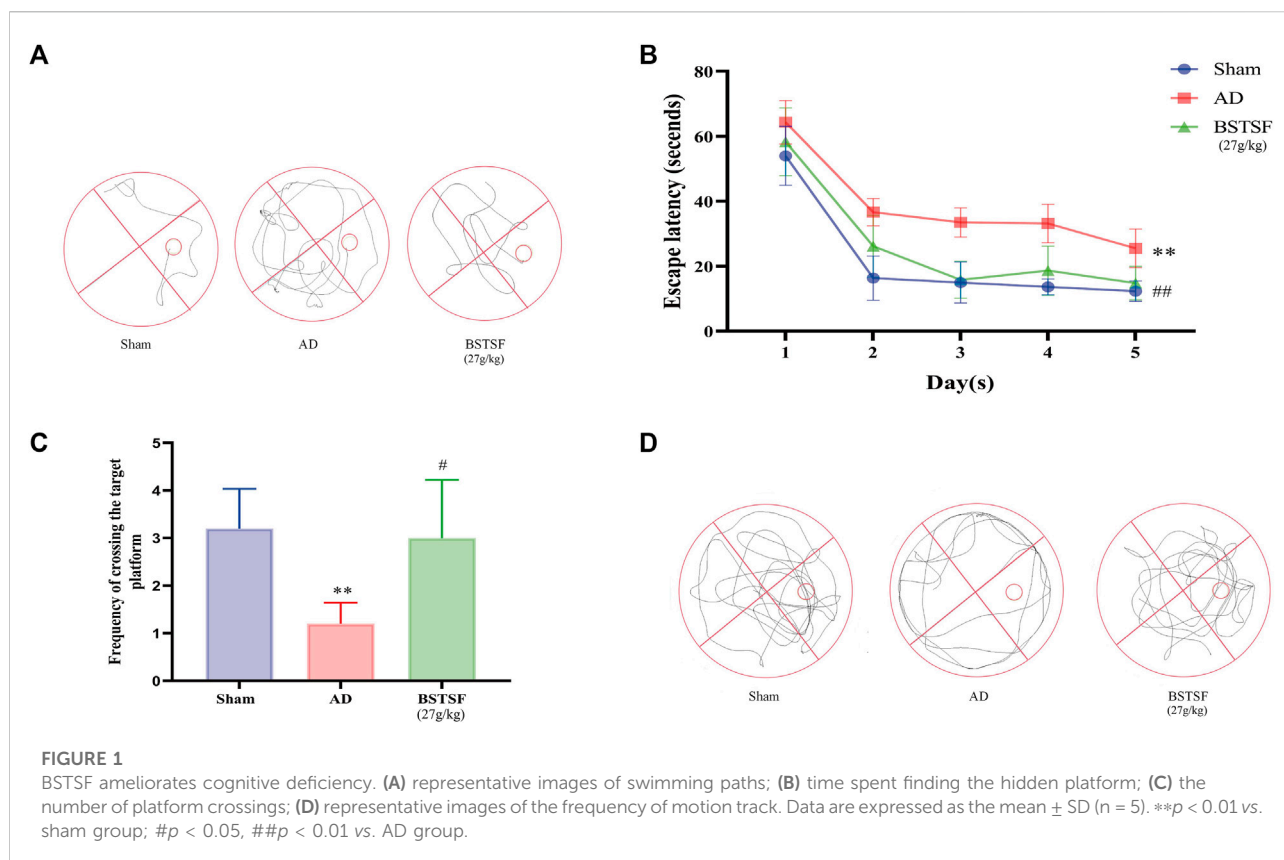 A
Sham
AD
BSTSF
(27g/kg)
B
Escape latency (secends)
80
60
40
20
0
1 2 3 4 5
Day(s)
Sham
AD
BSTSF
(27g/kg)
**
##
C
Frequency of crossing the target
platform
5
4
3
2
1
0
**
#
Sham
AD
BSTSF
(27g/kg)
D
Sham
AD
BSTSF
(27g/kg)
FIGURE 1
BSTSF ameliorates cognitive deficiency. (A) representative images of swimming paths; (B) time spent finding the hidden platform; (C) the
number of platform crossings; (D) representative images of the frequency of motion track. Data are expressed as the mean ± SD (n = 5). **p < 0.01 vs.
sham group; #p < 0.05, ##p < 0.01 vs. AD group.